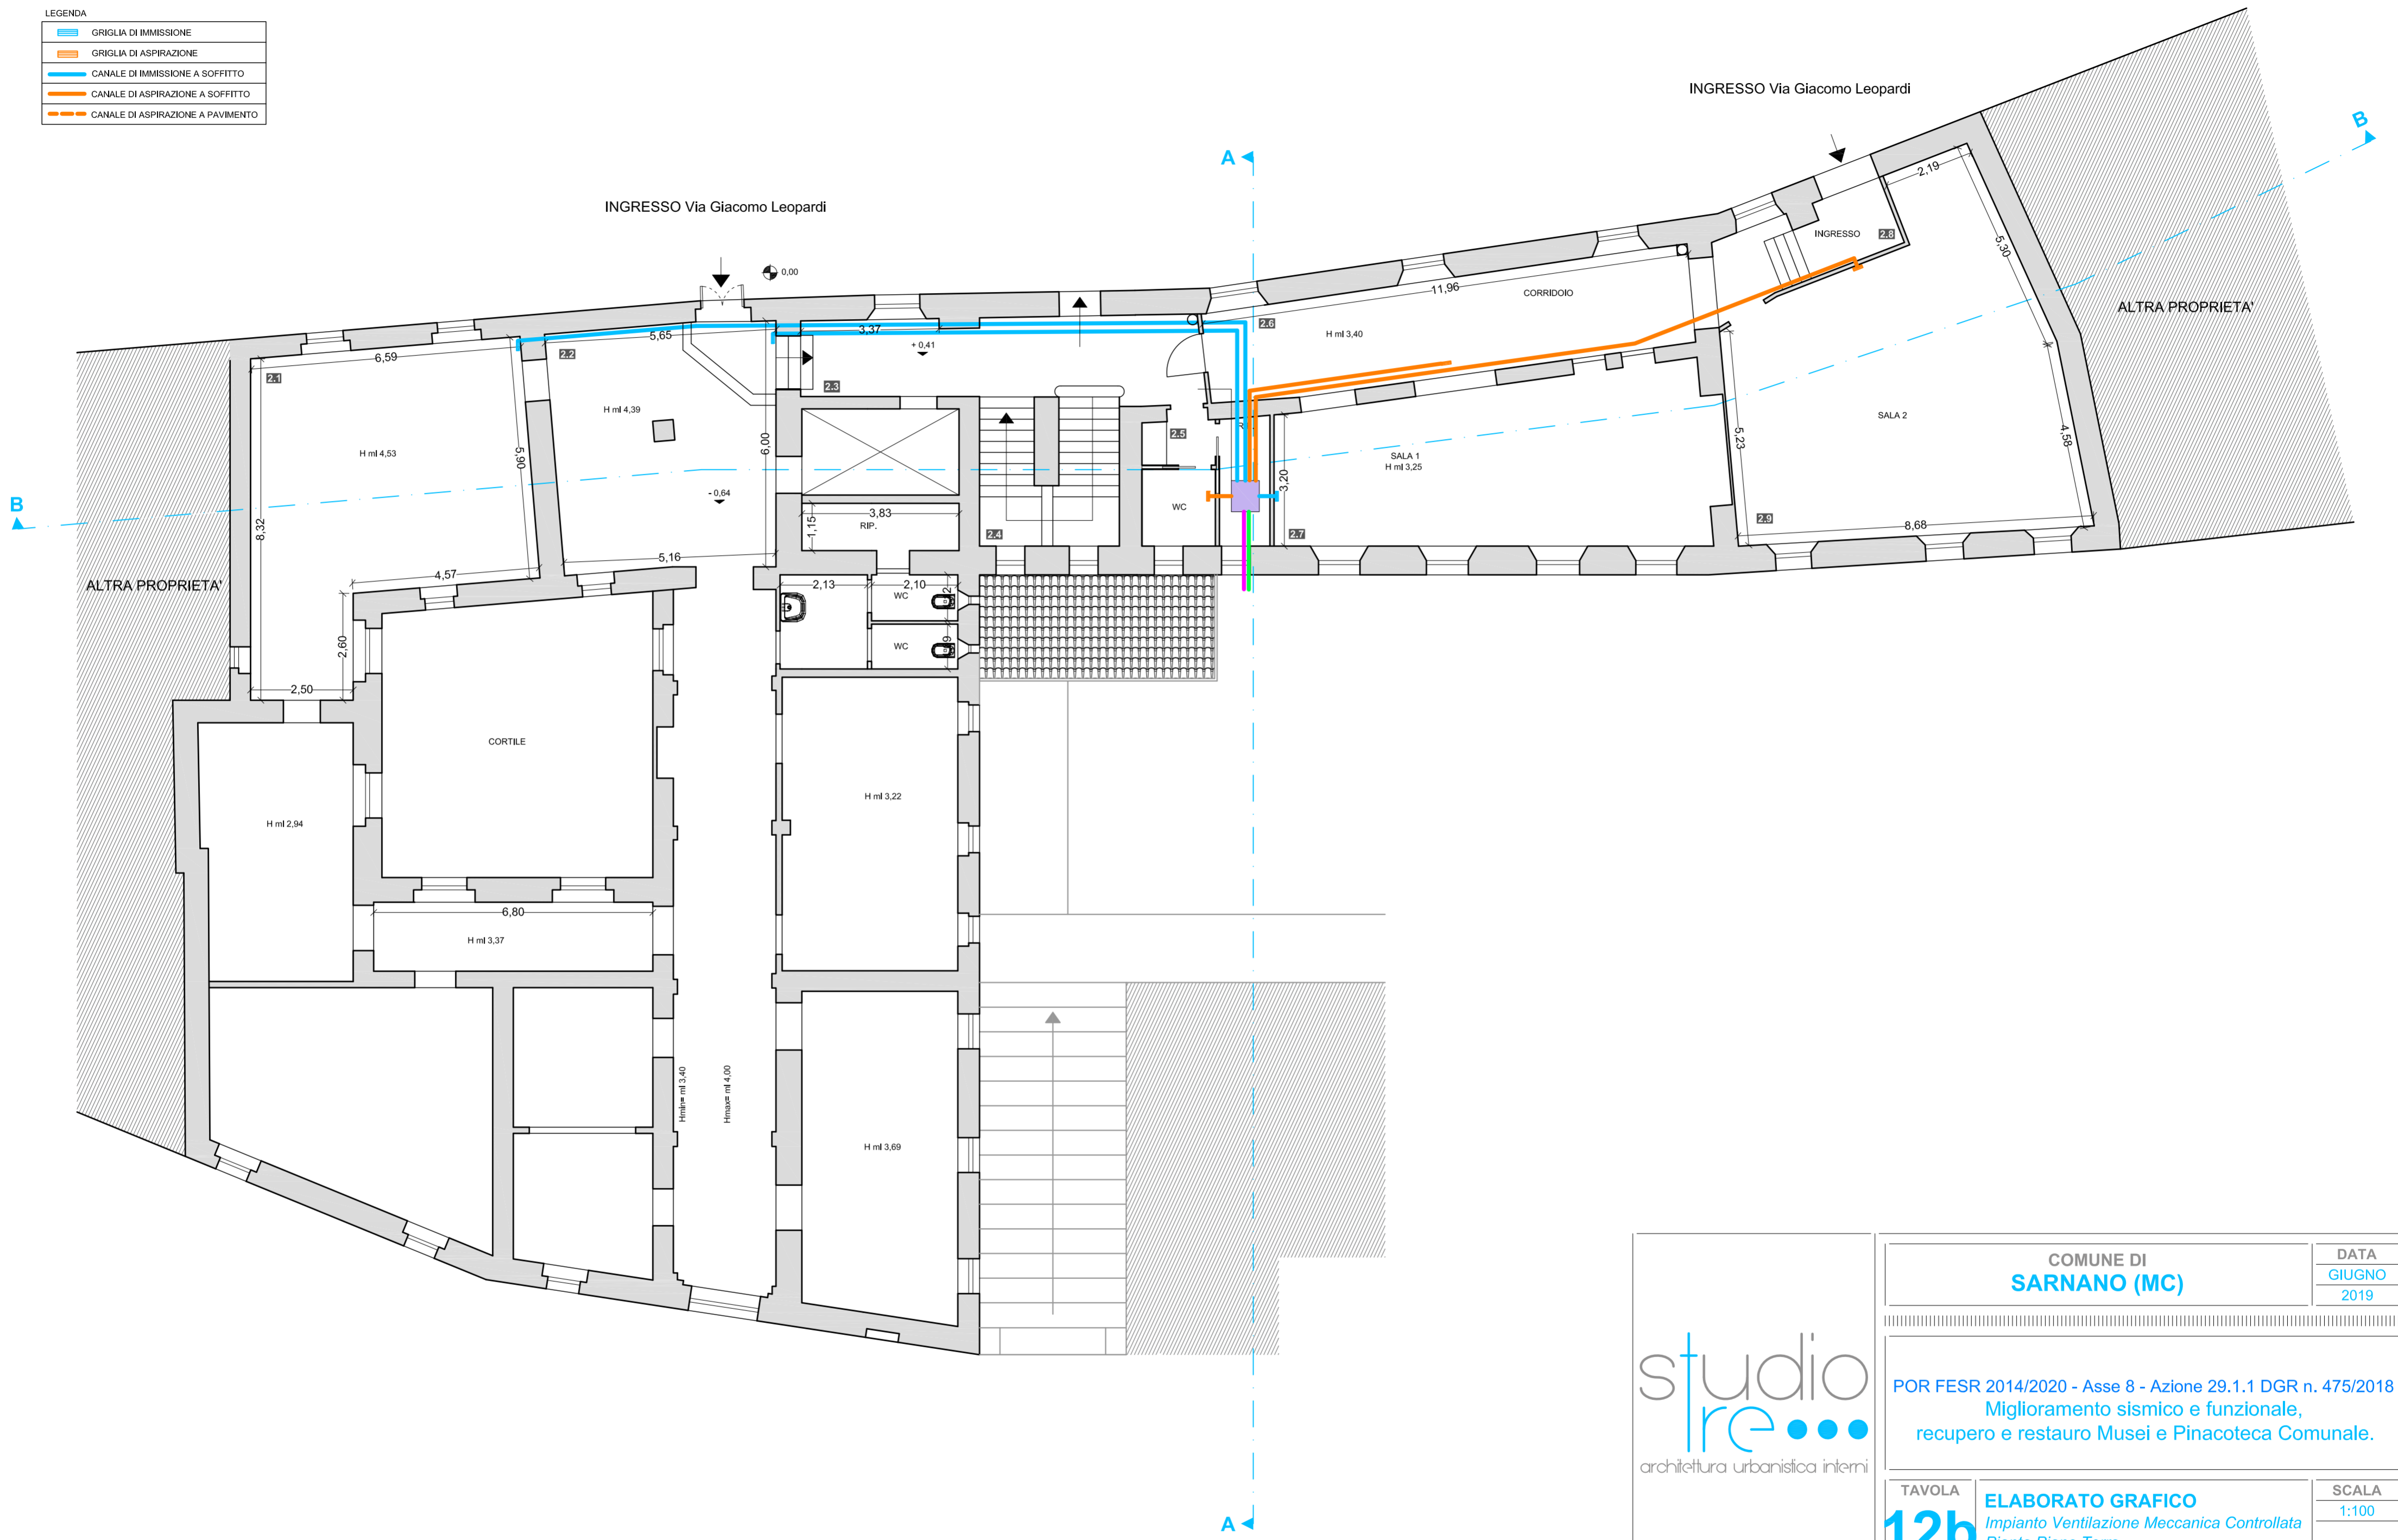 LEGENDA
GRIGLIA DI IMMISSIONE
GRIGLIA DI ASPIRAZIONE
CANALE DI IMMISSIONE A SOFFITTO
CANALE DI ASPIRAZIONE A SOFFITTO
CANALE DI ASPIRAZIONE A PAVIMENTO
INGRESSO Via Giacomo Leopardi
INGRESSO Via Giacomo Leopardi
A
B
2,19
INGRESSO
2.8
5,30
0,00
11,96
CORRIDOIO
ALTRA PROPRIETA'
2.6
H ml 3,40
5,65
3,37
+ 0,41
6,59
2.2
2.1
2.3
H ml 4,39
SALA 2
H ml 4,53
5,90
6,00
2.5
5,23
4,58
SALA 1
H ml 3,25
3,20
- 0,64
B
8,32
3,83
RIP.
1,15
WC
2.4
2.7
2.9
8,68
5,16
4,57
ALTRA PROPRIETA'
2,13
2,10
WC
2,60
WC
2,50
CORTILE
H ml 3,22
H ml 2,94
6,80
H ml 3,37
Hmin= ml 3,40
Hmax= ml 4,00
H ml 3,69
A
studio
tre
architettura urbanistica interni
COMUNE DI
SARNANO (MC)
DATA
GIUGNO
2019
POR FESR 2014/2020 - Asse 8 - Azione 29.1.1 DGR n. 475/2018
Miglioramento sismico e funzionale,
recupero e restauro Musei e Pinacoteca Comunale.
TAVOLA
12b
ELABORATO GRAFICO
Impianto Ventilazione Meccanica Controllata
SCALA
1:100